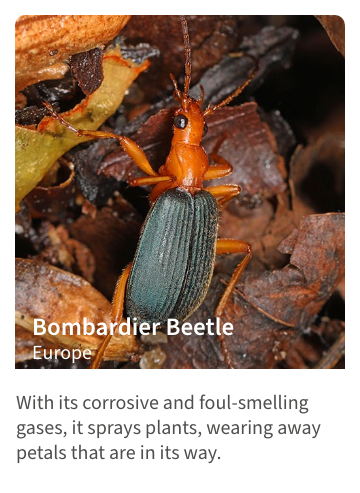 Bombardier Beetle
Europe
With its corrosive and foul-smelling
gases, it sprays plants, wearing away
petals that are in its way.